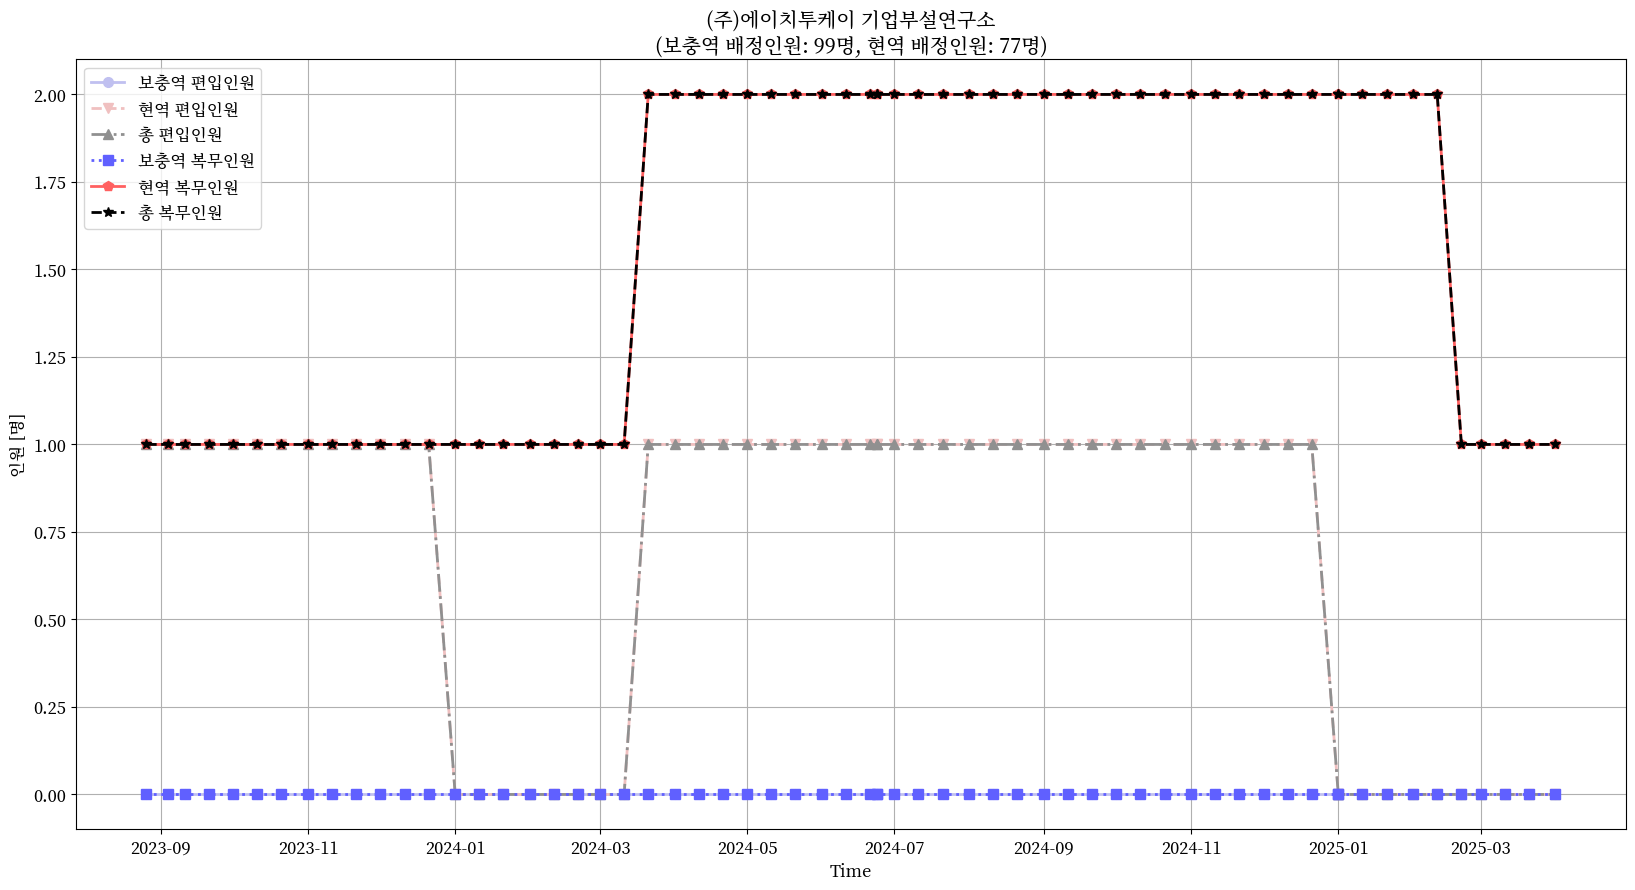 (주)에이치투케이 기업부설연구소
(보충역 배정인원: 99명, 현역 배정인원: 77명)
보충역 편입인원
현역 편입인원
총 편입인원
보충역 복무인원
현역 복무인원
총 복무인원
인원 [명]
2.00
1.75
1.50
1.25
1.00
0.75
0.50
0.25
0.00
2023-09
2023-11
2024-01
2024-03
2024-05
2024-07
2024-09
2024-11
2025-01
2025-03
Time